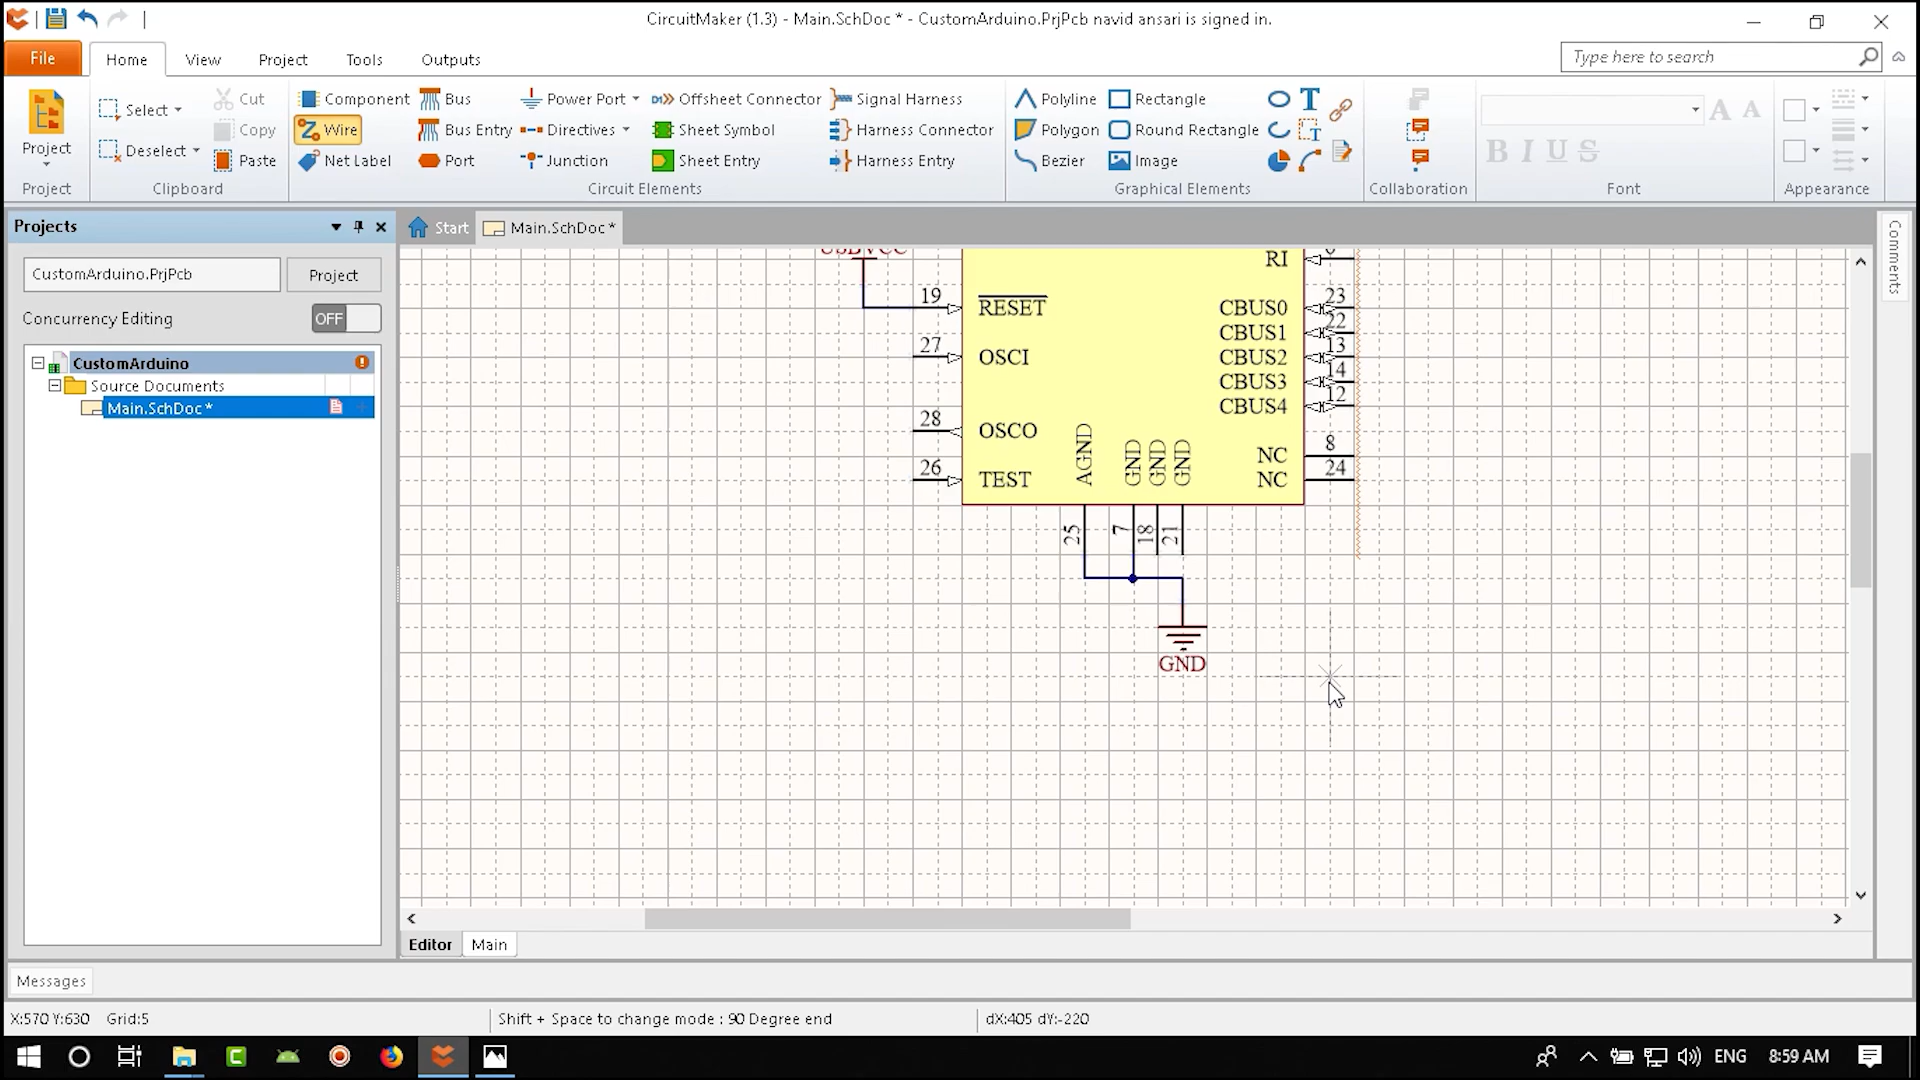 CircuitMaker (1.3) - Main.SchDoc * - CustomArduino.PrjPcb navid ansari is signed in.
File Home View Project Tools Outputs
Type here to search
Project
Project
Select
Deselect
Cut
Copy
Paste
Clipboard
Component
Wire
Net Label
Bus
Bus Entry
Port
Power Port
Directives
Junction
Offsheet Connector
Sheet Symbol
Sheet Entry
Signal Harness
Harness Connector
Harness Entry
Circuit Elements
Polyline
Polygon
Bezier
Rectangle
Round Rectangle
Image
Graphical Elements
Collaboration
B I U S
Font
Appearance
Projects
CustomArduino.PrjPcb
Project
Concurrency Editing OFF
CustomArduino
Source Documents
Main.SchDoc *
Start
Main.SchDoc *
Comments
USBVCC
19 RESET
27 OSCI
28 OSCO
26 TEST
AGND GND GND GND
25 7 18 21
RI
CBUS0 23
CBUS1 22
CBUS2 13
CBUS3 14
CBUS4 12
NC 8
NC 24
GND
Editor Main
Messages
X:570 Y:630 Grid:5
Shift + Space to change mode : 90 Degree end
dX:405 dY:-220
ENG
8:59 AM